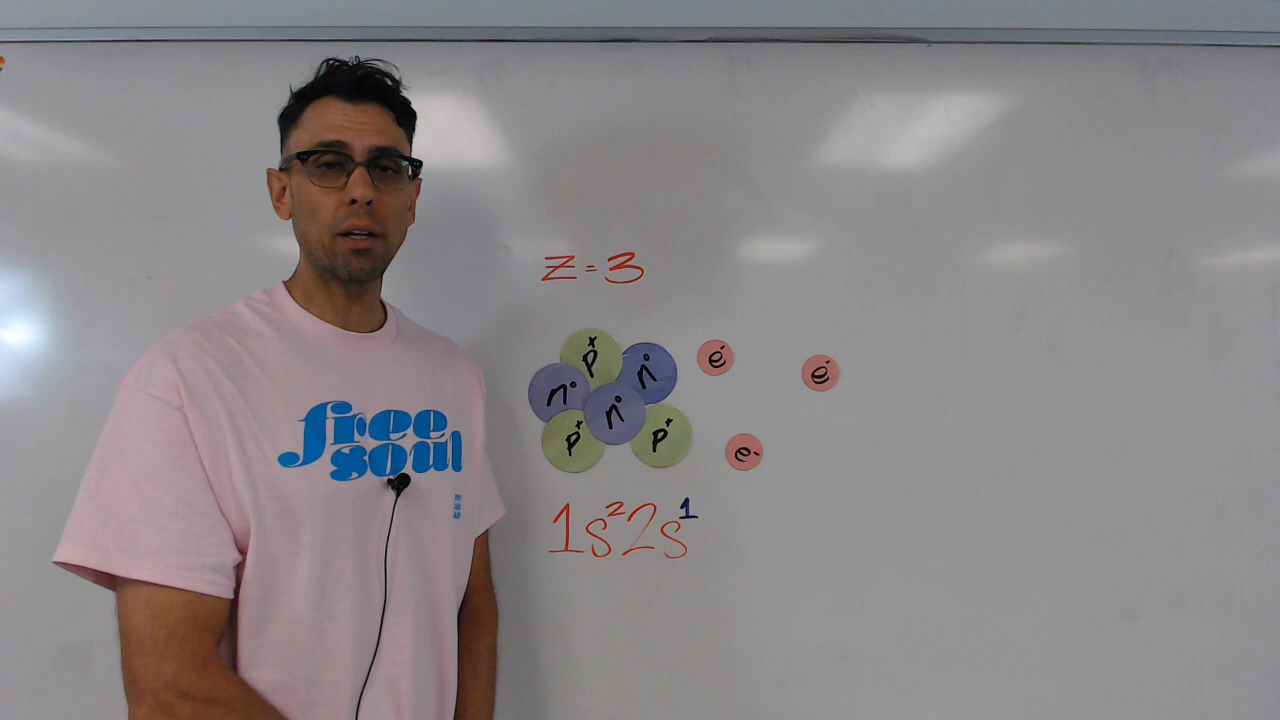 z = 3
p⁺
n°
n°
n°
p⁺
p⁺
e⁻
e⁻
e⁻
1s²2s¹
free
soul